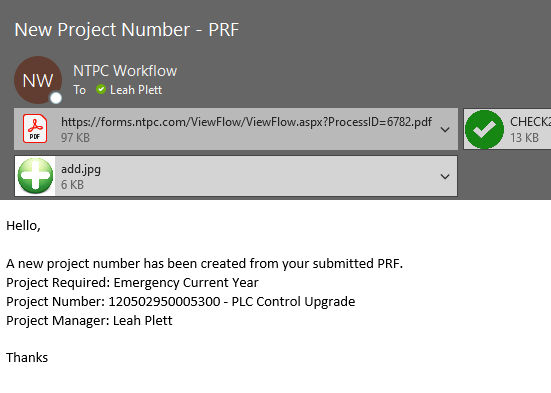 New Project Number - PRF
NW
NTPC Workflow
To Leah Plett
https://forms.ntpc.com/ViewFlow/ViewFlow.aspx?ProcessID=6782.pdf
97 KB
PDF
CHECK2
13 KB
add.jpg
6 KB
Hello,
A new project number has been created from your submitted PRF.
Project Required: Emergency Current Year
Project Number: 120502950005300 - PLC Control Upgrade
Project Manager: Leah Plett
Thanks